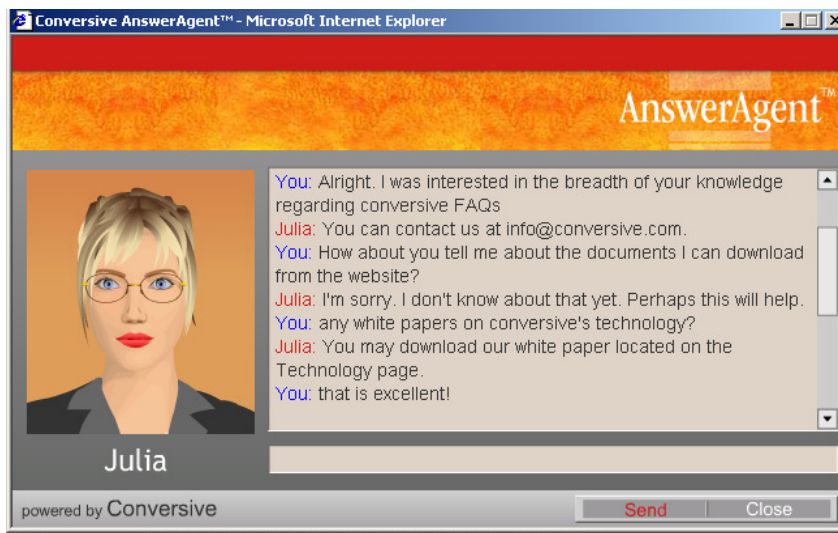 Conversive AnswerAgent™ - Microsoft Internet Explorer
AnswerAgent™
You: Alright. I was interested in the breadth of your knowledge
regarding conversive FAQs
Julia: You can contact us at info@conversive.com.
You: How about you tell me about the documents I can download
from the website?
Julia: I'm sorry. I don't know about that yet. Perhaps this will help.
You: any white papers on conversive's technology?
Julia: You may download our white paper located on the
Technology page.
You: that is excellent!
Julia
powered by Conversive
Send
Close